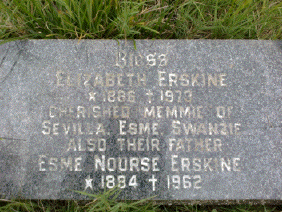 Elizabeth Erskine
* 1886 † 1973
Cherished Memmie of
Sevilla, Esme, Swanzie
also their father
Esme Nourse Erskine
* 1884 † 1962